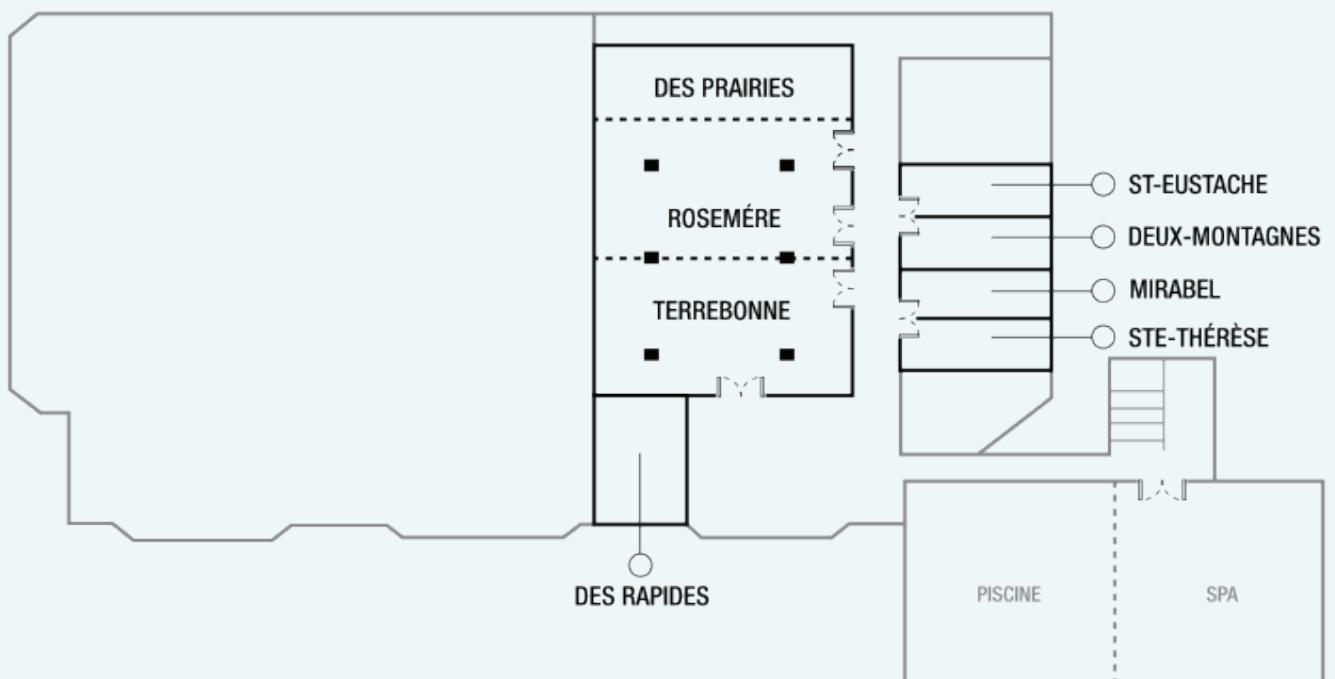 DES PRAIRIES
ROSEMÉRE
TERREBONNE
ST-EUSTACHE
DEUX-MONTAGNES
MIRABEL
STE-THÉRÈSE
DES RAPIDES
PISCINE
SPA